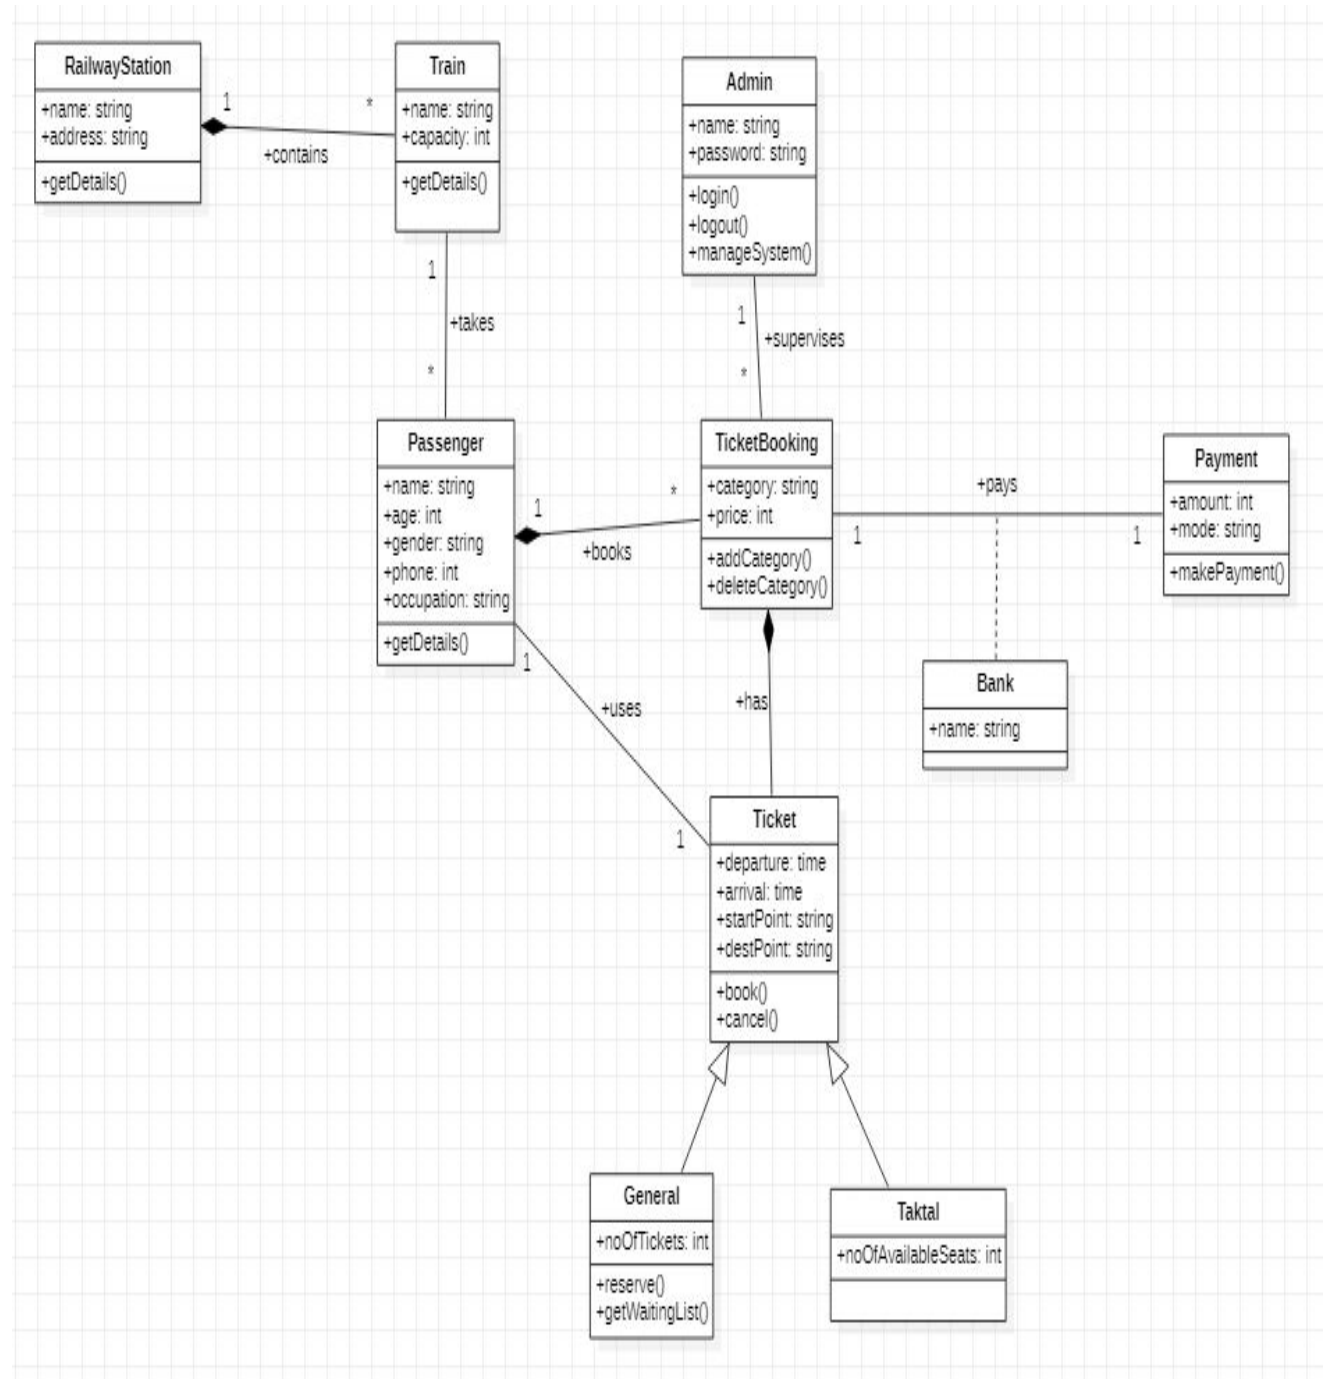 RailwayStation
+name: string
+address: string
+getDetails()
1
*
+contains
Train
+name: string
+capacity: int
+getDetails()
Admin
+name: string
+password: string
+login()
+logout()
+manageSystem()
1
+takes
*
1
+supervises
*
Passenger
+name: string
+age: int
+gender: string
+phone: int
+occupation: string
+getDetails()
1
*
+books
TicketBooking
+category: string
+price: int
+addCategory()
+deleteCategory()
+pays
1
1
Payment
+amount: int
+mode: string
+makePayment()
Bank
+name: string
1
+uses
1
+has
Ticket
+departure: time
+arrival: time
+startPoint: string
+destPoint: string
+book()
+cancel()
General
+noOfTickets: int
+reserve()
+getWaitingList()
Taktal
+noOfAvailableSeats: int